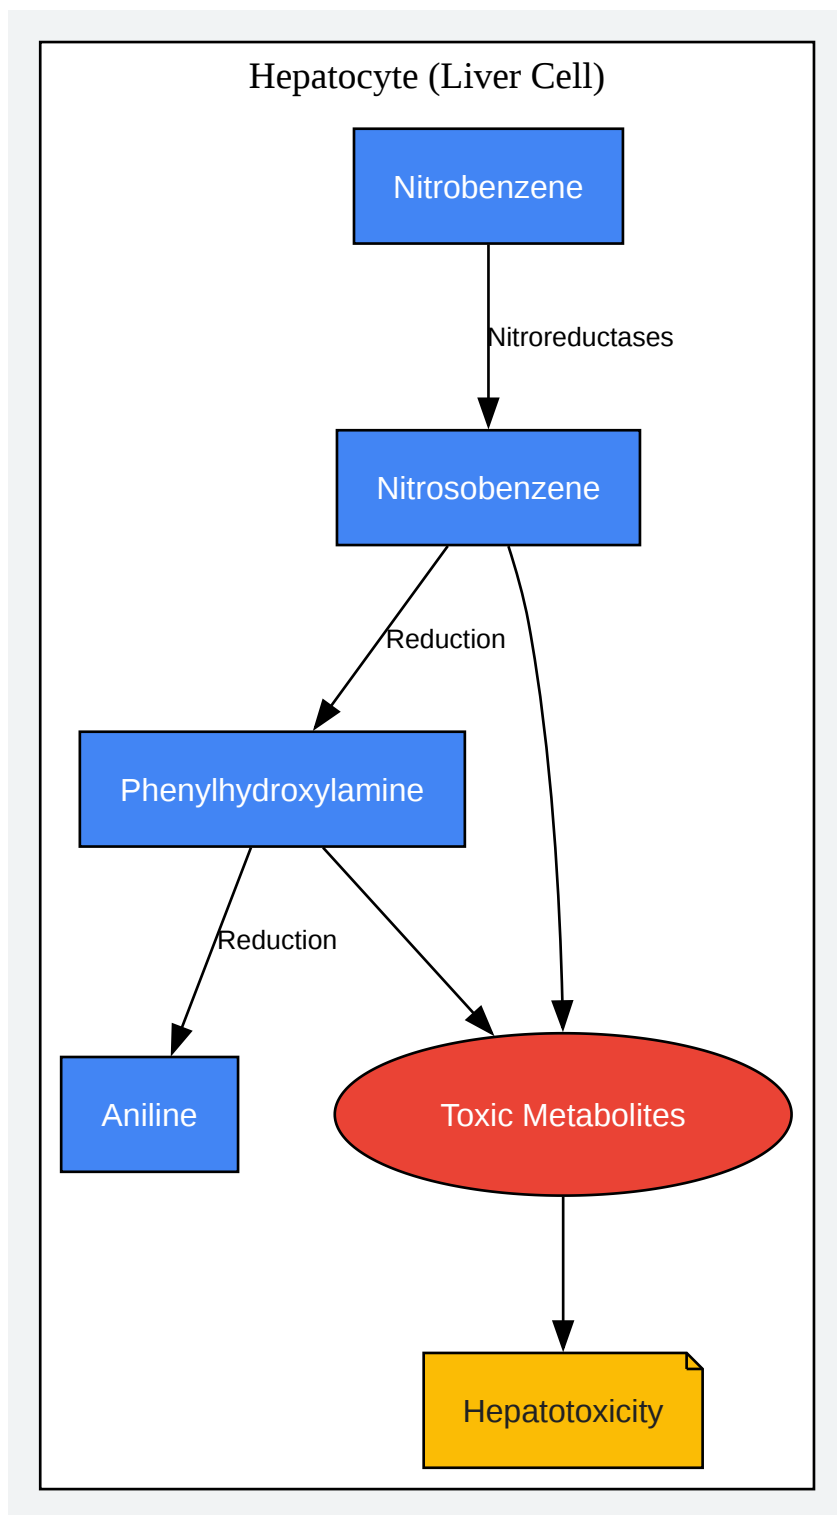 Hepatocyte (Liver Cell)
Nitrobenzene
Nitroreductases
Nitrosobenzene
Reduction
Phenylhydroxylamine
Reduction
Aniline
Toxic Metabolites
Hepatotoxicity